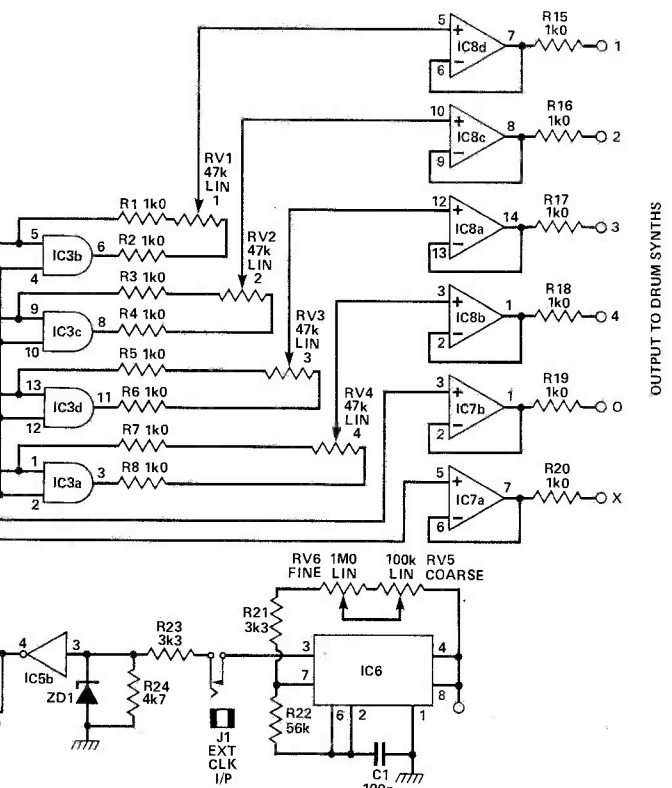 5
+
IC8d
7
6
−
R15
1k0
1
10
+
IC8c
8
9
−
R16
1k0
2
12
+
IC8a
14
13
−
R17
1k0
3
3
+
IC8b
1
2
−
R18
1k0
4
3
+
IC7b
1
2
−
R19
1k0
O
5
+
IC7a
7
6
−
R20
1k0
X
OUTPUT TO DRUM SYNTHS
RV1
47k
LIN
1
RV2
47k
LIN
2
RV3
47k
LIN
3
RV4
47k
LIN
4
R1 1k0
5
IC3b
6
R2 1k0
4
R3 1k0
9
IC3c
8
R4 1k0
10
R5 1k0
13
IC3d
11
R6 1k0
12
R7 1k0
1
IC3a
3
R8 1k0
2
RV6
FINE
1M0
LIN
100k
LIN
RV5
COARSE
R21
3k3
3
IC6
4
7
8
R22
56k
6
2
1
C1
4
3
IC5b
R23
3k3
ZD1
R24
4k7
J1
EXT
CLK
I/P